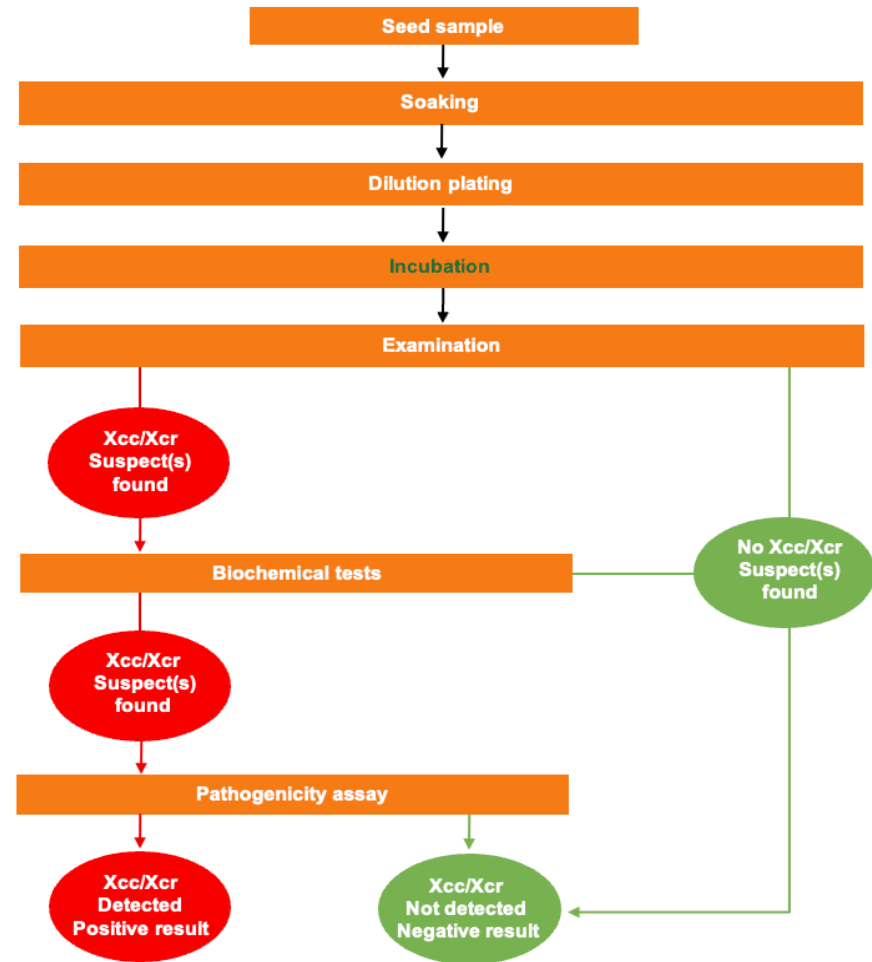 Seed sample
Soaking
Dilution plating
Incubation
Examination
Xcc/Xcr
Suspect(s)
found
No Xcc/Xcr
Suspect(s)
found
Biochemical tests
Xcc/Xcr
Suspect(s)
found
Pathogenicity assay
Xcc/Xcr
Detected
Positive result
Xcc/Xcr
Not detected
Negative result